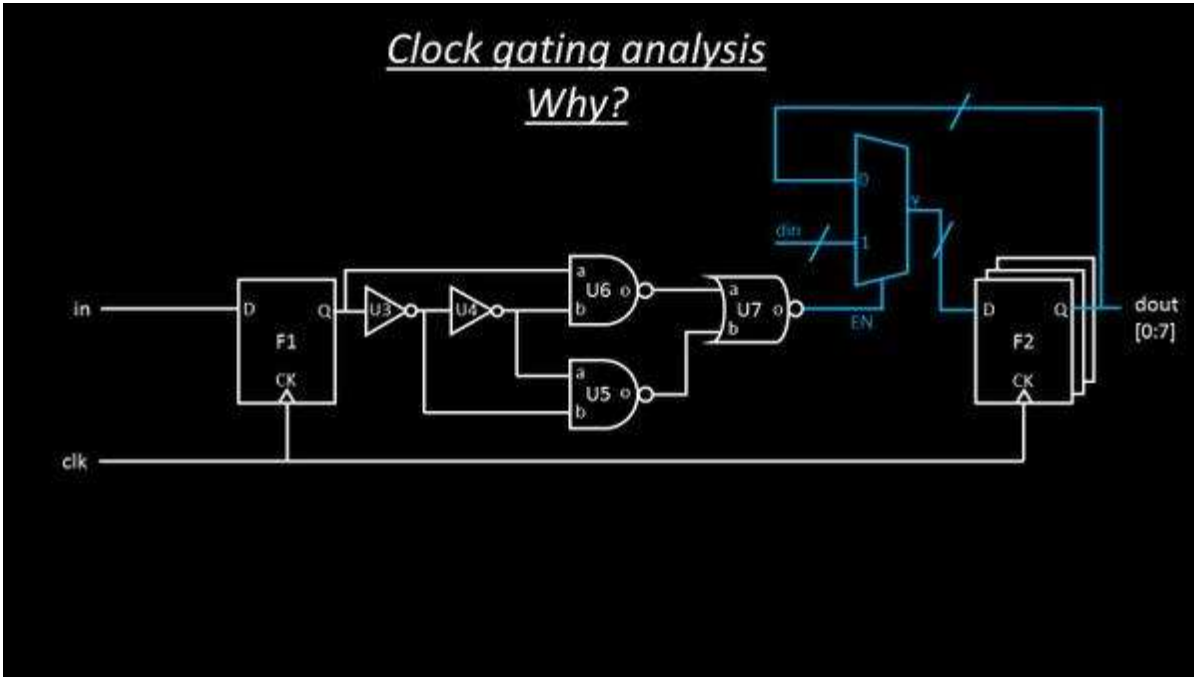 Clock gating analysis
Why?
0
din
1
y
in
D
Q
F1
CK
U3
U4
a
U6
o
b
a
U5
o
b
a
U7
o
b
EN
D
Q
F2
CK
dout
[0:7]
clk